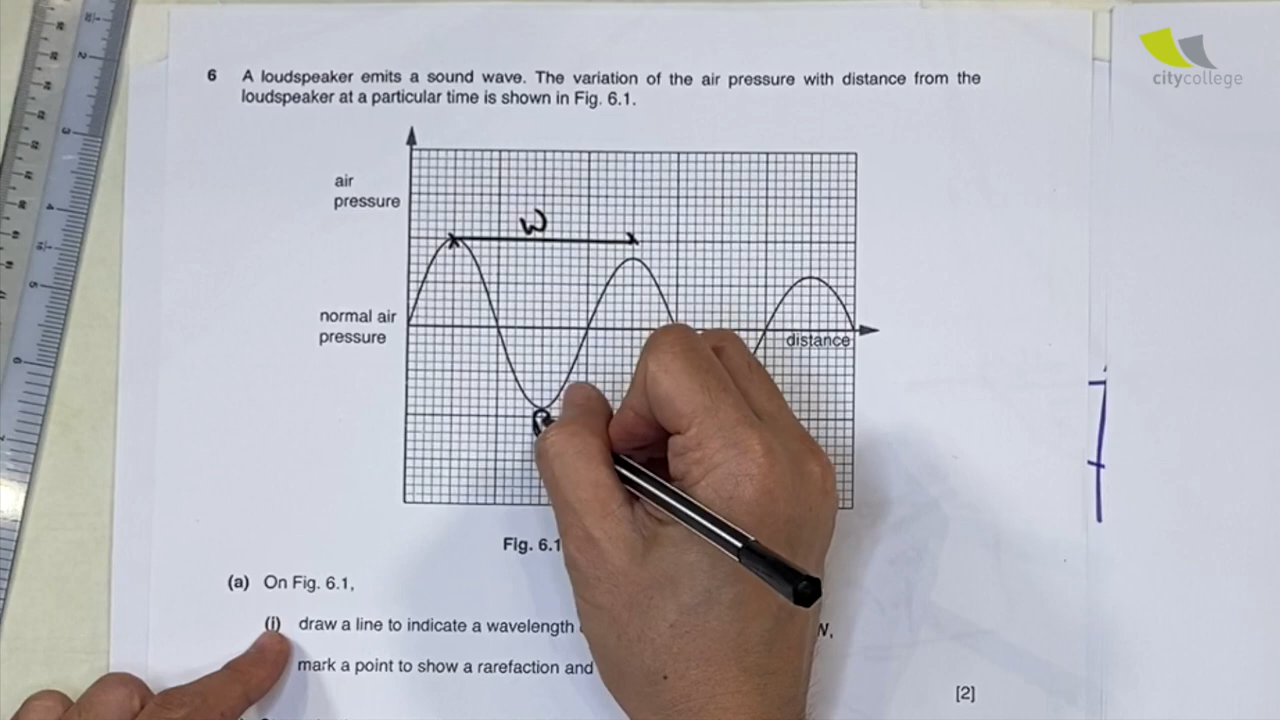 citycollege
6 A loudspeaker emits a sound wave. The variation of the air pressure with distance from the
loudspeaker at a particular time is shown in Fig. 6.1.
air
pressure
W
normal air
pressure
distance
Fig. 6.1
(a) On Fig. 6.1,
(i) draw a line to indicate a wavelength
mark a point to show a rarefaction and
[2]